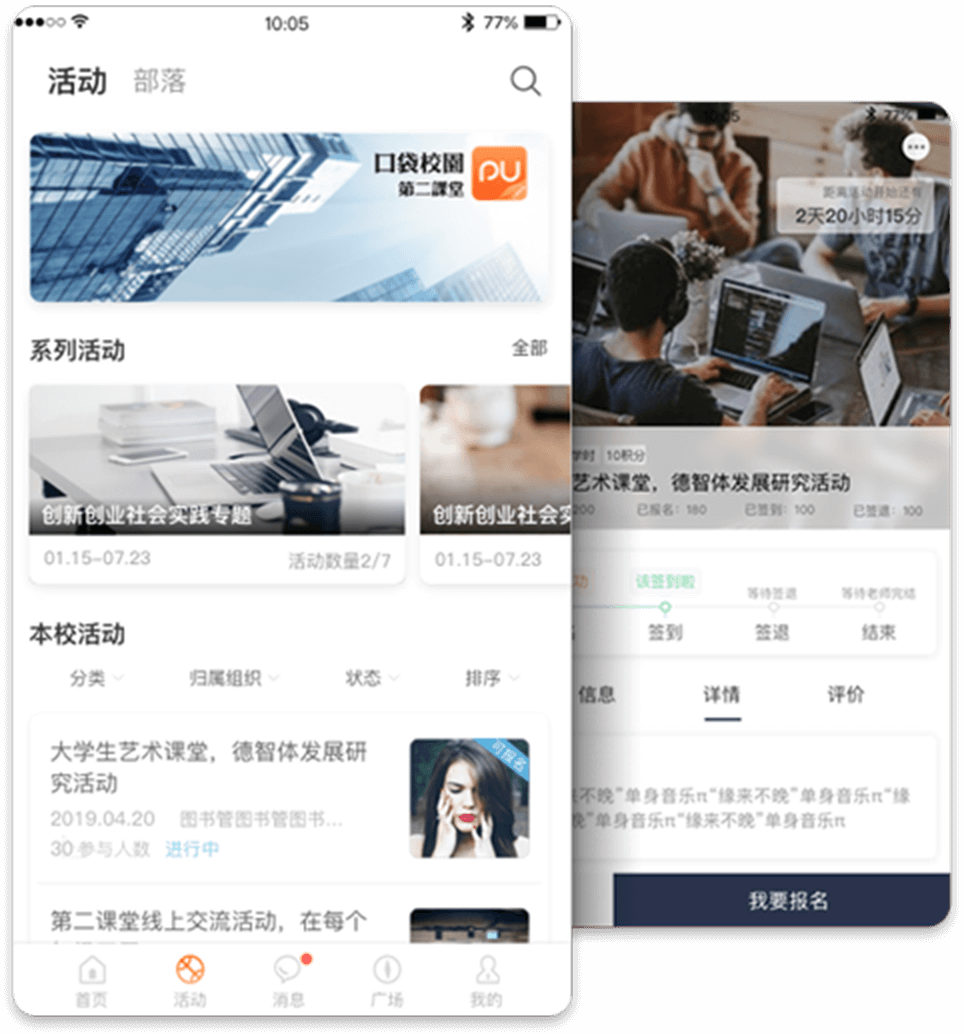 10:05
77%
活动 部落
口袋校園
第二課堂
PU
系列活动 全部
创新创业社会实践专题
01.15-07.23 活动数量2/7
创新创业社会实
01.15-07.23
本校活动
分类 归属组织 状态 排序
大学生艺术课堂，德智体发展研
究活动
2019.04.20 图书管图书管图书...
30 参与人数 进行中
可报名
第二课堂线上交流活动，在每个
首页 活动 消息 广场 我的
10:05
77%
距离活动开始还有
2天20小时15分
学时 10积分
艺术课堂，德智体发展研究活动
200 已报名：180 已签到：100 已签退：100
功 该签到啦 等待签退 等待老师完结
签到 签退 结束
信息 详情 评价
来不晚”单身音乐π“缘来不晚”单身音乐π“缘
晚”单身音乐π“缘来不晚”单身音乐π
我要报名